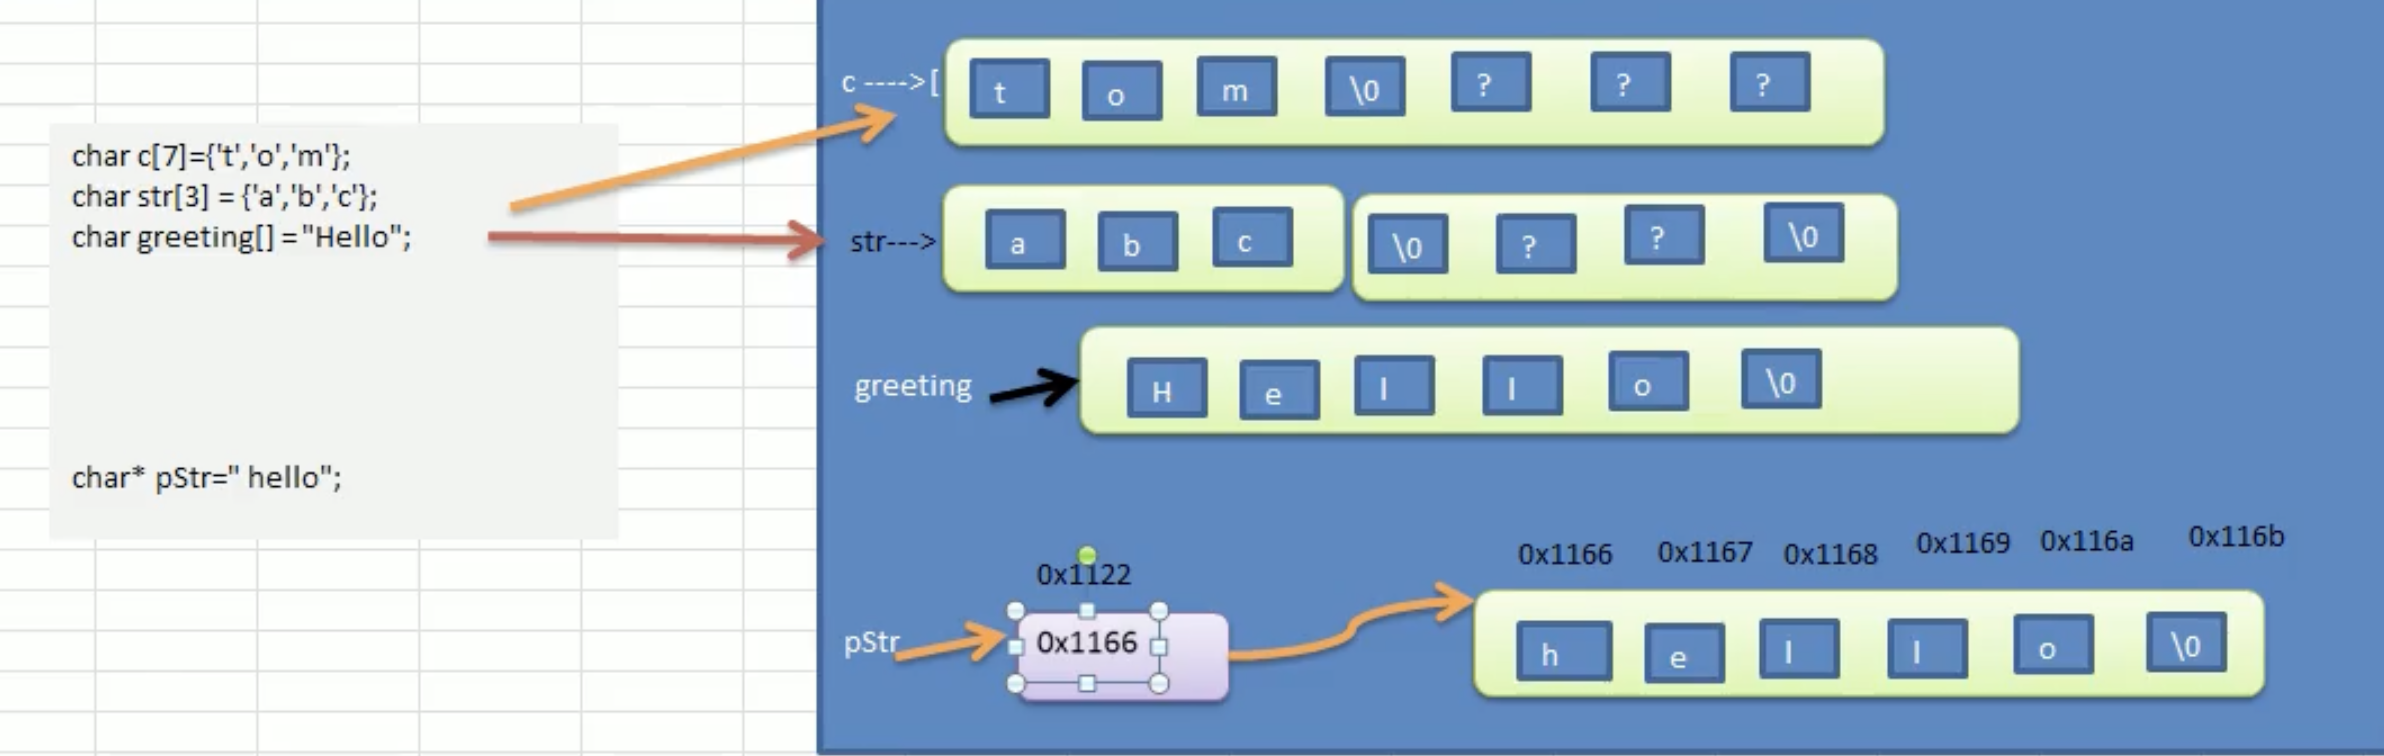 char c[7]={'t','o','m'};
char str[3] = {'a','b','c'};
char greeting[] ="Hello";
char* pStr=" hello";
c ---->[ t o m \0 ? ? ?
str---> a b c \0 ? ? \0
greeting H e l l o \0
0x1166 0x1167 0x1168 0x1169 0x116a 0x116b
0x1122
pStr 0x1166 h e l l o \0